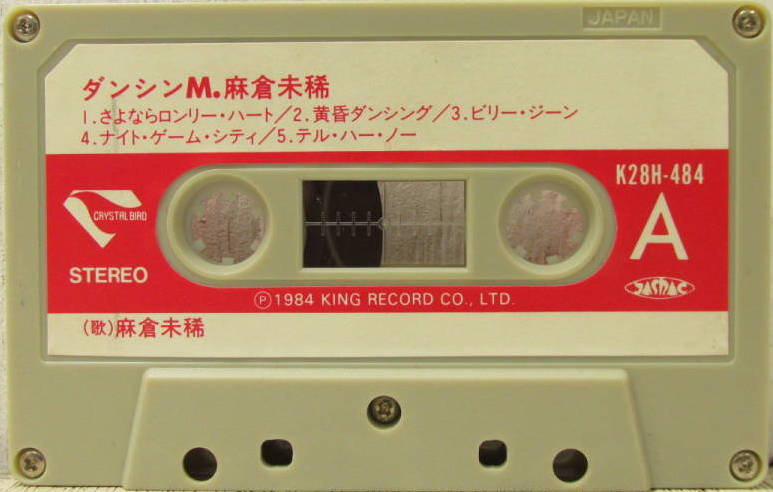 JAPAN
ダンシンM.麻倉未稀
1.さよならロンリー・ハート/2.黄昏ダンシング/3.ビリー・ジーン
4.ナイト・ゲーム・シティ/5.テル・ハー・ノー
K28H-484
CRYSTAL BIRD
A
STEREO
JASRAC
Ⓟ1984 KING RECORD CO., LTD.
(歌)麻倉未稀